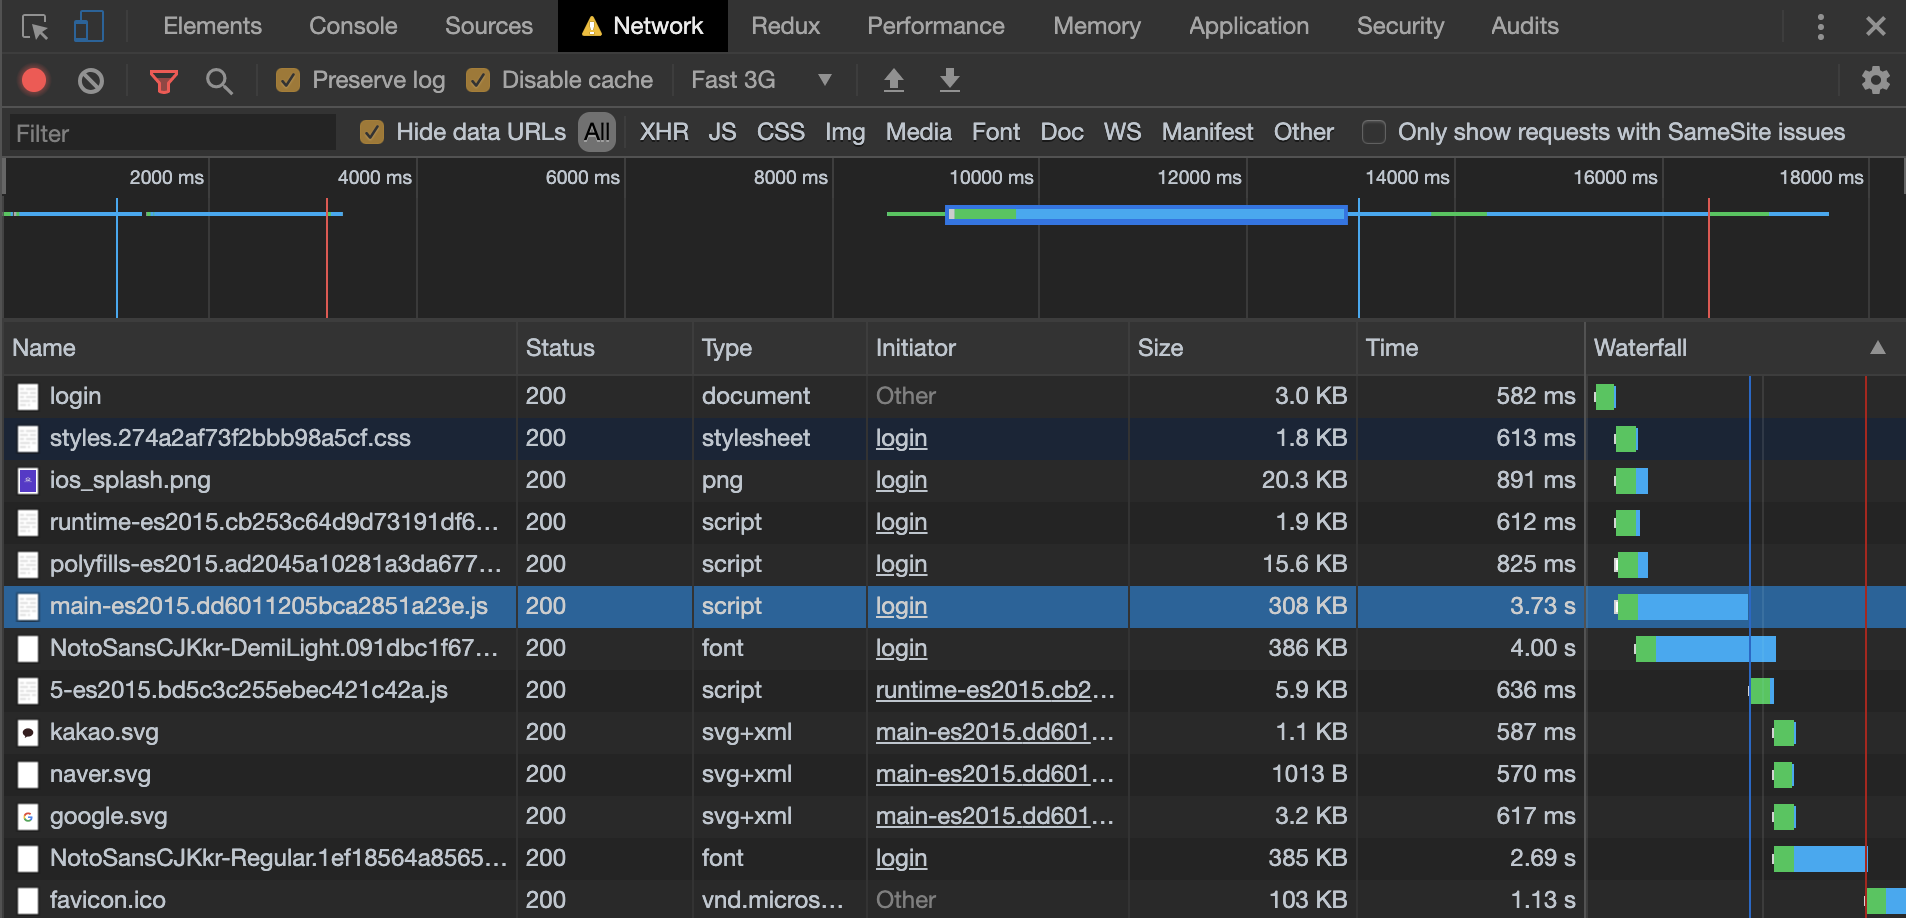 Elements Console Sources Network Redux Performance Memory Application Security Audits
Preserve log Disable cache Fast 3G
Filter Hide data URLs All XHR JS CSS Img Media Font Doc WS Manifest Other Only show requests with SameSite issues
2000 ms 4000 ms 6000 ms 8000 ms 10000 ms 12000 ms 14000 ms 16000 ms 18000 ms
Name Status Type Initiator Size Time Waterfall
login 200 document Other 3.0 KB 582 ms
styles.274a2af73f2bbb98a5cf.css 200 stylesheet login 1.8 KB 613 ms
ios_splash.png 200 png login 20.3 KB 891 ms
runtime-es2015.cb253c64d9d73191df6... 200 script login 1.9 KB 612 ms
polyfills-es2015.ad2045a10281a3da677... 200 script login 15.6 KB 825 ms
main-es2015.dd6011205bca2851a23e.js 200 script login 308 KB 3.73 s
NotoSansCJKkr-DemiLight.091dbc1f67... 200 font login 386 KB 4.00 s
5-es2015.bd5c3c255ebec421c42a.js 200 script runtime-es2015.cb2... 5.9 KB 636 ms
kakao.svg 200 svg+xml main-es2015.dd601... 1.1 KB 587 ms
naver.svg 200 svg+xml main-es2015.dd601... 1013 B 570 ms
google.svg 200 svg+xml main-es2015.dd601... 3.2 KB 617 ms
NotoSansCJKkr-Regular.1ef18564a8565... 200 font login 385 KB 2.69 s
favicon.ico 200 vnd.micros... Other 103 KB 1.13 s